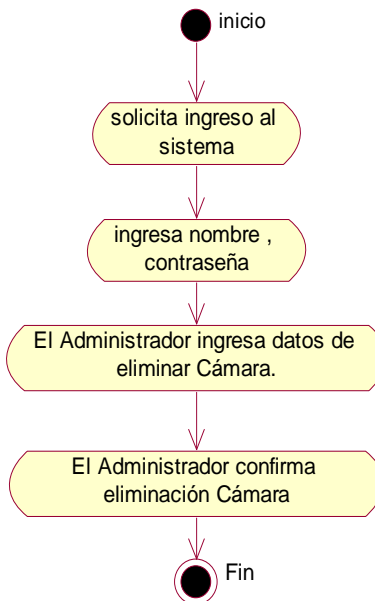 inicio
solicita ingreso al
sistema
ingresa nombre ,
contraseña
El Administrador ingresa datos de
eliminar Cámara.
El Administrador confirma
eliminación Cámara
Fin